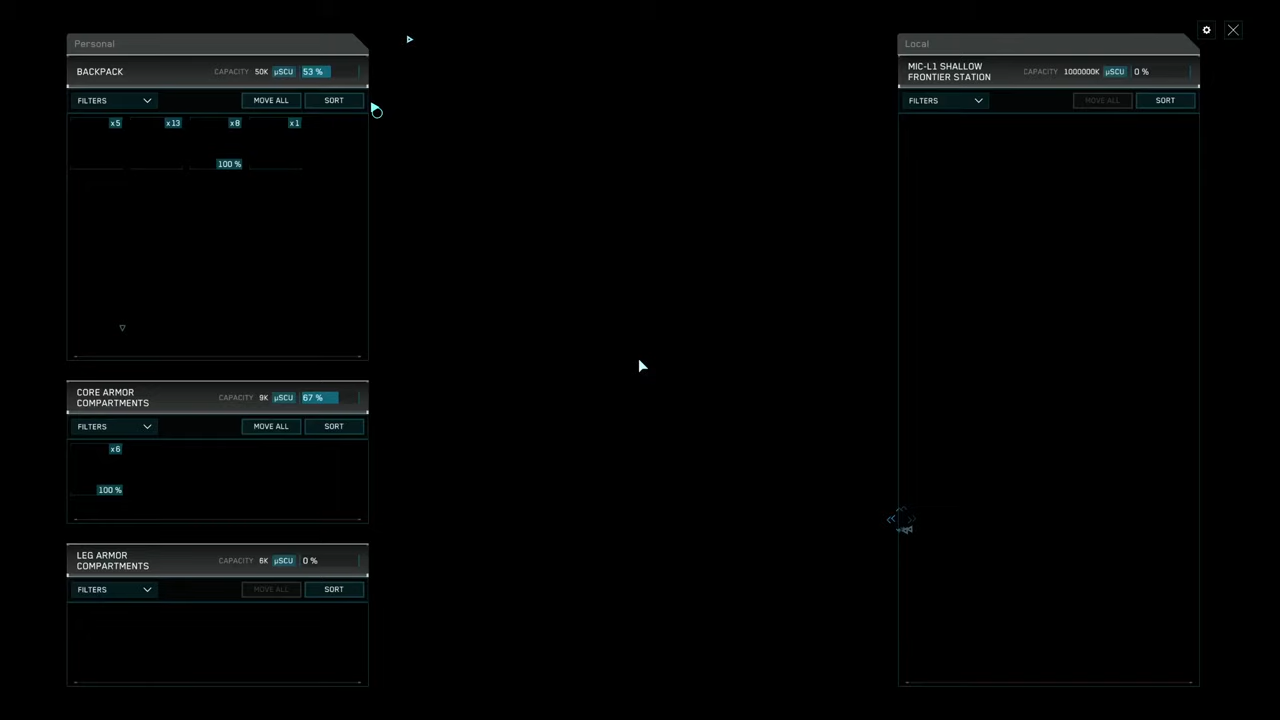 Personal
BACKPACK CAPACITY 50K µSCU 53 %
FILTERS MOVE ALL SORT
x5 x13 x8 x1
100 %
CORE ARMOR
COMPARTMENTS CAPACITY 9K µSCU 67 %
FILTERS MOVE ALL SORT
x6
100 %
LEG ARMOR
COMPARTMENTS CAPACITY 6K µSCU 0 %
FILTERS MOVE ALL SORT
Local
MIC-L1 SHALLOW
FRONTIER STATION CAPACITY 1000000K µSCU 0 %
FILTERS MOVE ALL SORT